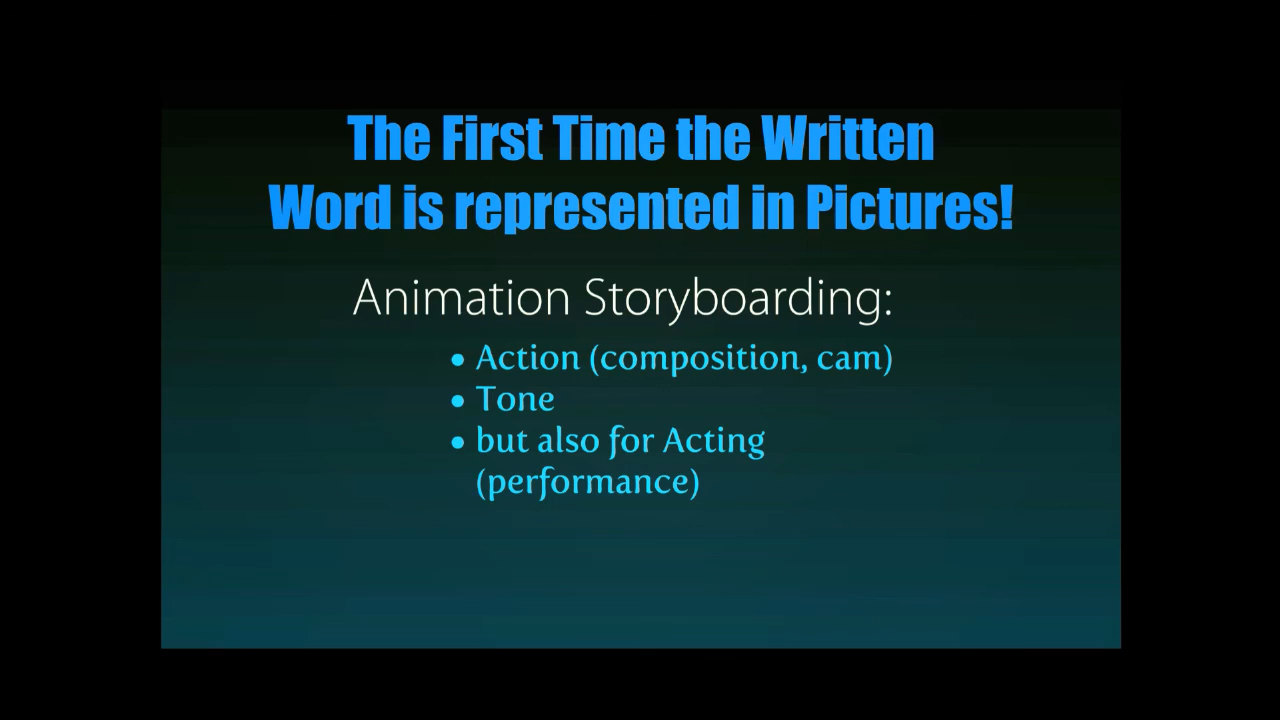 The First Time the Written
Word is represented in Pictures!
Animation Storyboarding:
• Action (composition, cam)
• Tone
• but also for Acting
(performance)